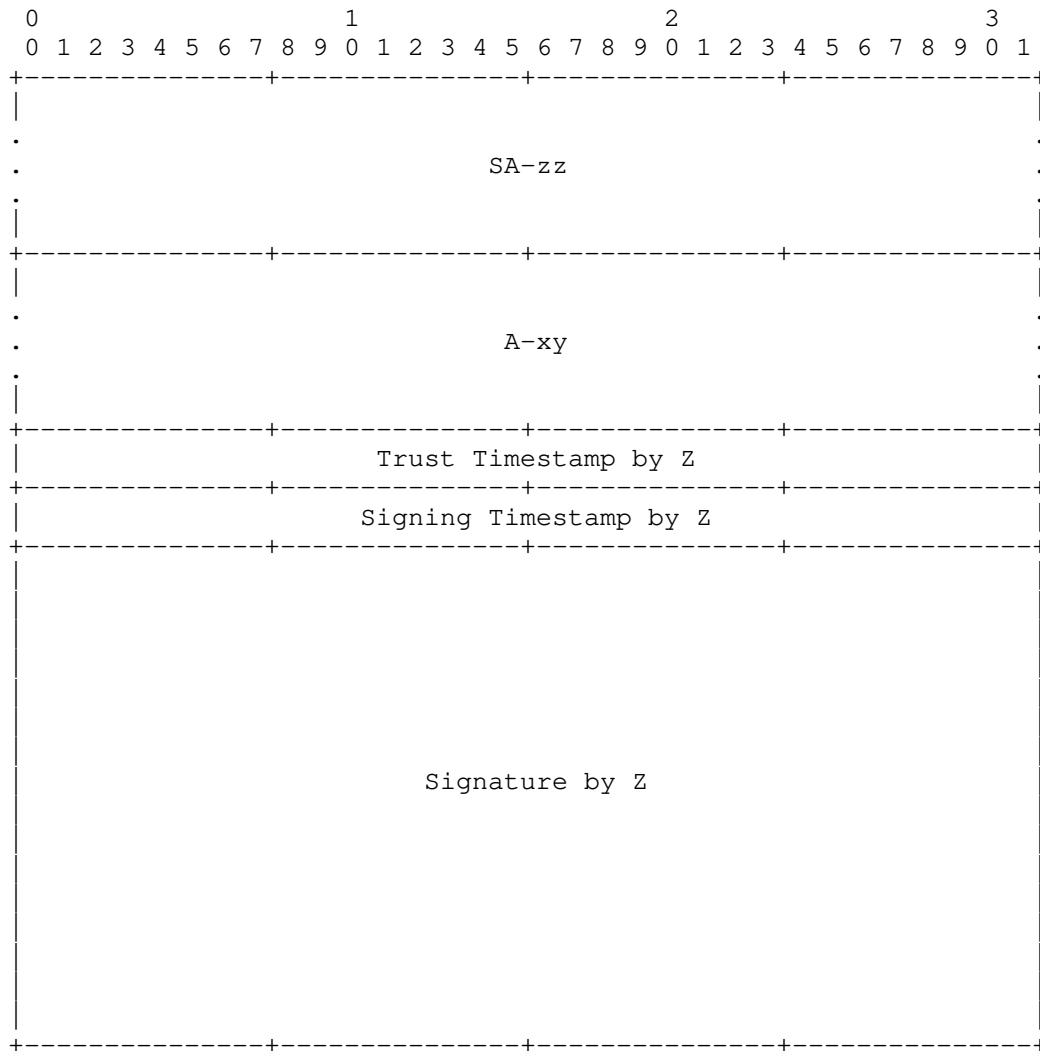 0                   1                   2                   3
0 1 2 3 4 5 6 7 8 9 0 1 2 3 4 5 6 7 8 9 0 1 2 3 4 5 6 7 8 9 0 1
SA-zz
A-xy
Trust Timestamp by Z
Signing Timestamp by Z
Signature by Z